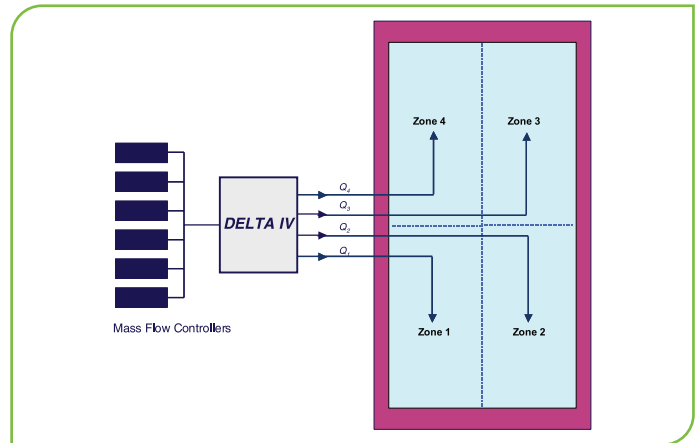 Zone 4
Zone 3
Q₄
Q₃
DELTA IV
Q₂
Q₁
Mass Flow Controllers
Zone 1
Zone 2